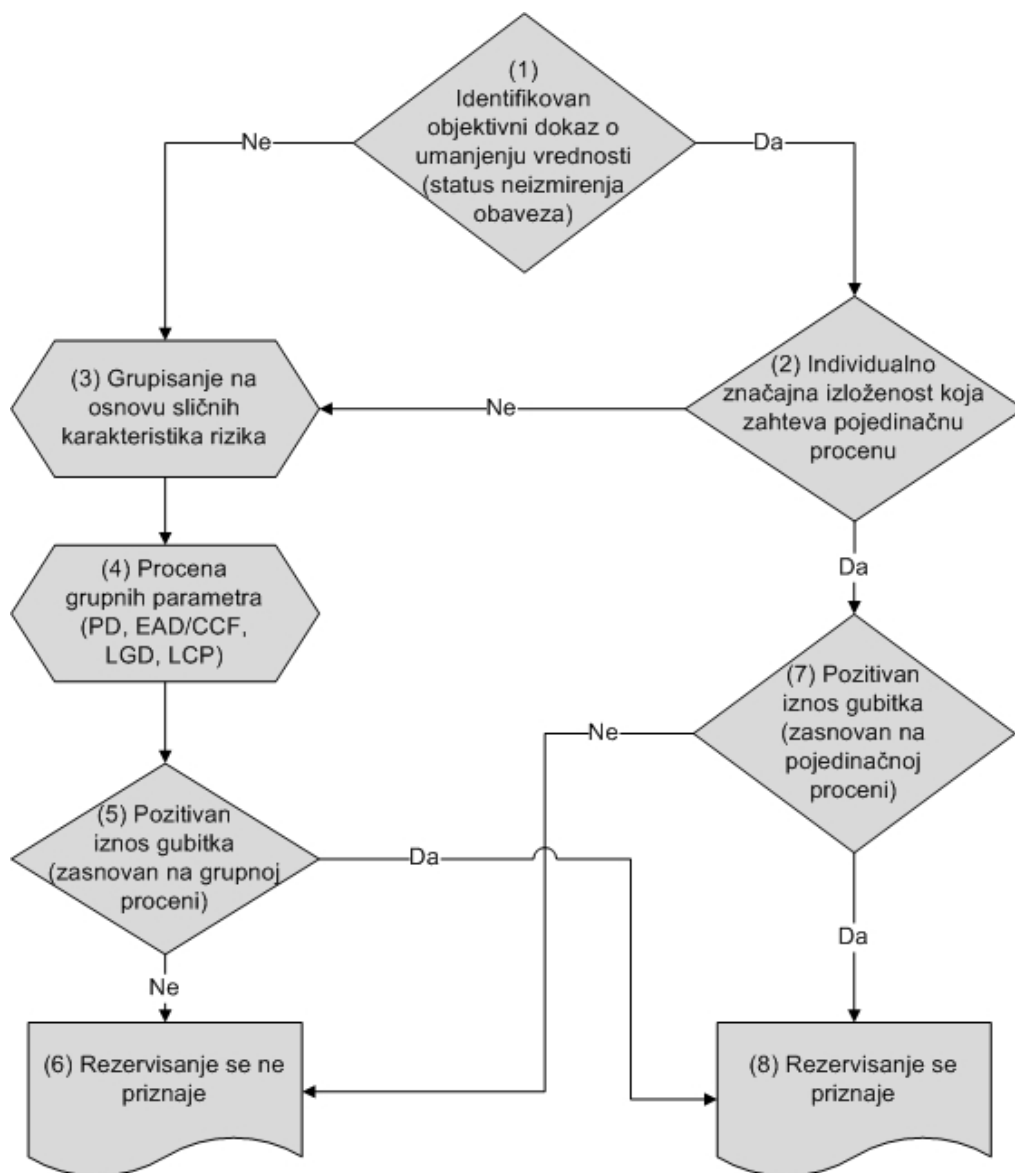 (1)
Identifikovan
objektivni dokaz o
umanjenju vrednosti
(status neizmirenja
obaveza)
Ne
Da
(2) Individualno
značajna izloženost koja
zahteva pojedinačnu
procenu
Ne
(3) Grupisanje na
osnovu sličnih
karakteristika rizika
Da
(4) Procena
grupnih parametra
(PD, EAD/CCF,
LGD, LCP)
(7) Pozitivan
iznos gubitka
(zasnovan na
pojedinačnoj
proceni)
Ne
(5) Pozitivan
iznos gubitka
(zasnovan na grupnoj
proceni)
Da
Ne
Da
(6) Rezervisanje se ne
priznaje
(8) Rezervisanje se
priznaje